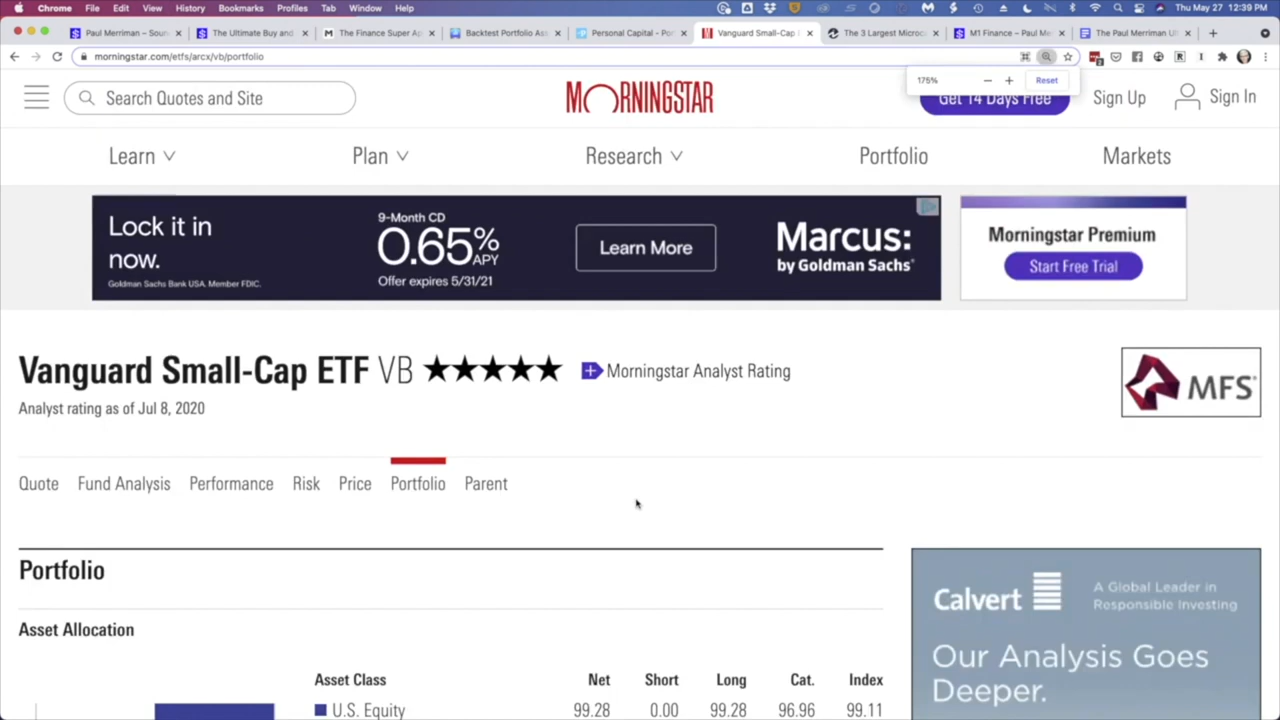 Chrome File Edit View History Bookmarks Profiles Tab Window Help Thu May 27 12:39 PM
Paul Merriman – Soun The Ultimate Buy and The Finance Super Ap Backtest Portfolio Ass Personal Capital - Por Vanguard Small-Cap The 3 Largest Microca M1 Finance – Paul Me The Paul Merriman Ul
morningstar.com/etfs/arcx/vb/portfolio
175% Reset
Search Quotes and Site
MORNINGSTAR
Get 14 Days Free
Sign Up
Sign In
Learn Plan Research Portfolio Markets
Lock it in
now.
Goldman Sachs Bank USA. Member FDIC.
9-Month CD
0.65% APY
Offer expires 5/31/21
Learn More
Marcus:
by Goldman Sachs®
Morningstar Premium
Start Free Trial
Vanguard Small-Cap ETF VB ★★★★★ Morningstar Analyst Rating
Analyst rating as of Jul 8, 2020
MFS®
Quote Fund Analysis Performance Risk Price Portfolio Parent
Portfolio
Asset Allocation
Asset Class Net Short Long Cat. Index
U.S. Equity 99.28 0.00 99.28 96.96 99.11
Calvert
A Global Leader in
Responsible Investing
Our Analysis Goes
Deeper.